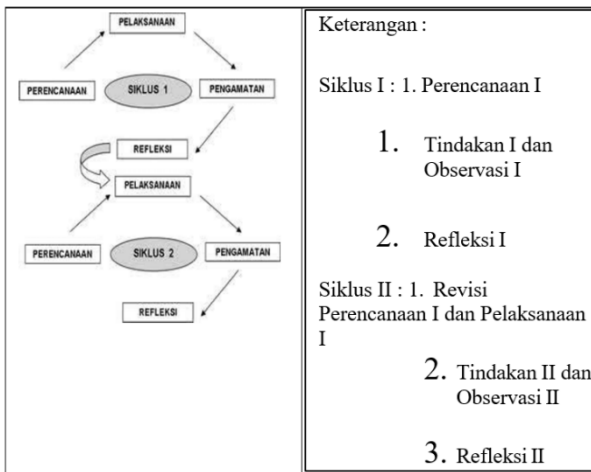 PELAKSANAAN
PERENCANAAN
SIKLUS 1
PENGAMATAN
REFLEKSI
PELAKSANAAN
PERENCANAAN
SIKLUS 2
PENGAMATAN
REFLEKSI
Keterangan :
Siklus I : 1. Perencanaan I
1. Tindakan I dan
Observasi I
2. Refleksi I
Siklus II : 1. Revisi
Perencanaan I dan Pelaksanaan
I
2. Tindakan II dan
Observasi II
3. Refleksi II